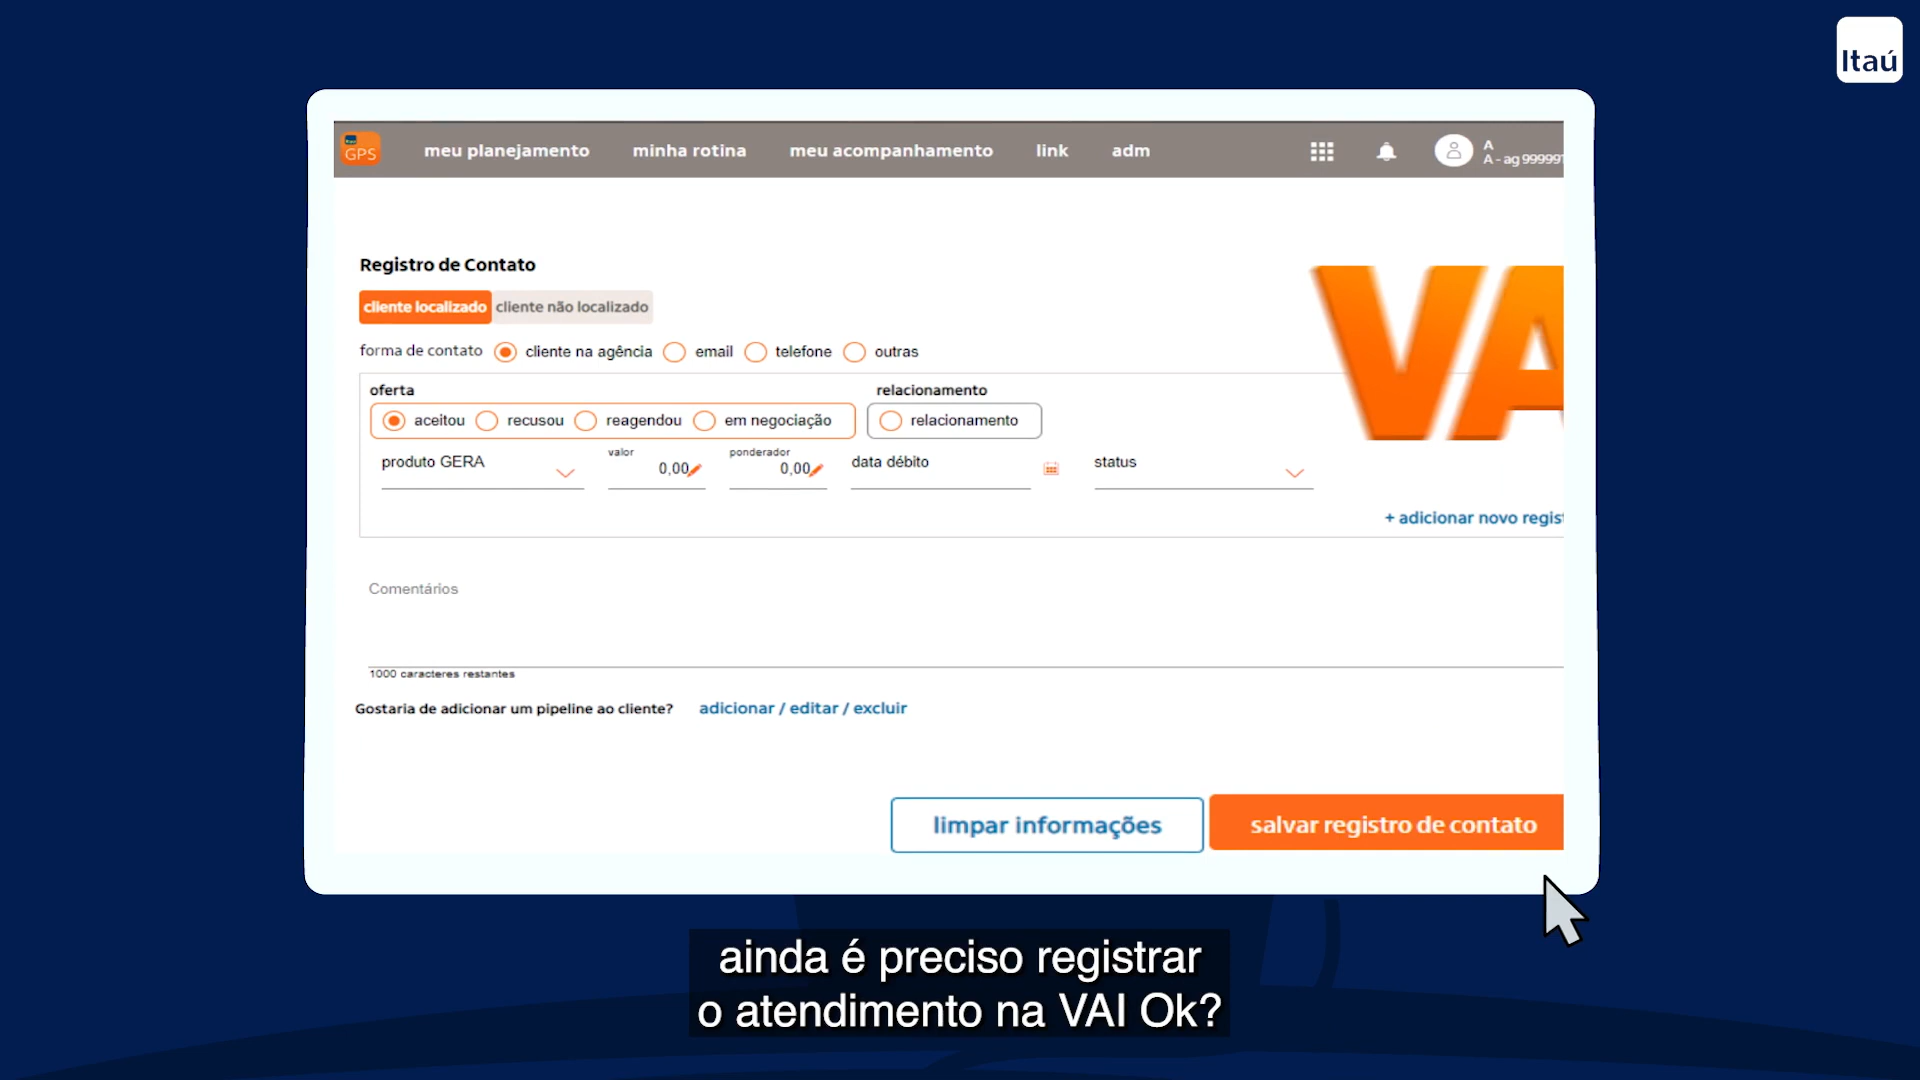 Itaú
GPS
meu planejamento minha rotina meu acompanhamento link adm
A
A - ag 99999
Registro de Contato
cliente localizado cliente não localizado
forma de contato cliente na agência email telefone outras
oferta relacionamento
aceitou recusou reagendou em negociação relacionamento
produto GERA valor 0,00 ponderador 0,00 data débito status
VA
+ adicionar novo regist
Comentários
1000 caracteres restantes
Gostaria de adicionar um pipeline ao cliente? adicionar / editar / excluir
limpar informações salvar registro de contato
ainda é preciso registrar
o atendimento na VAI Ok?